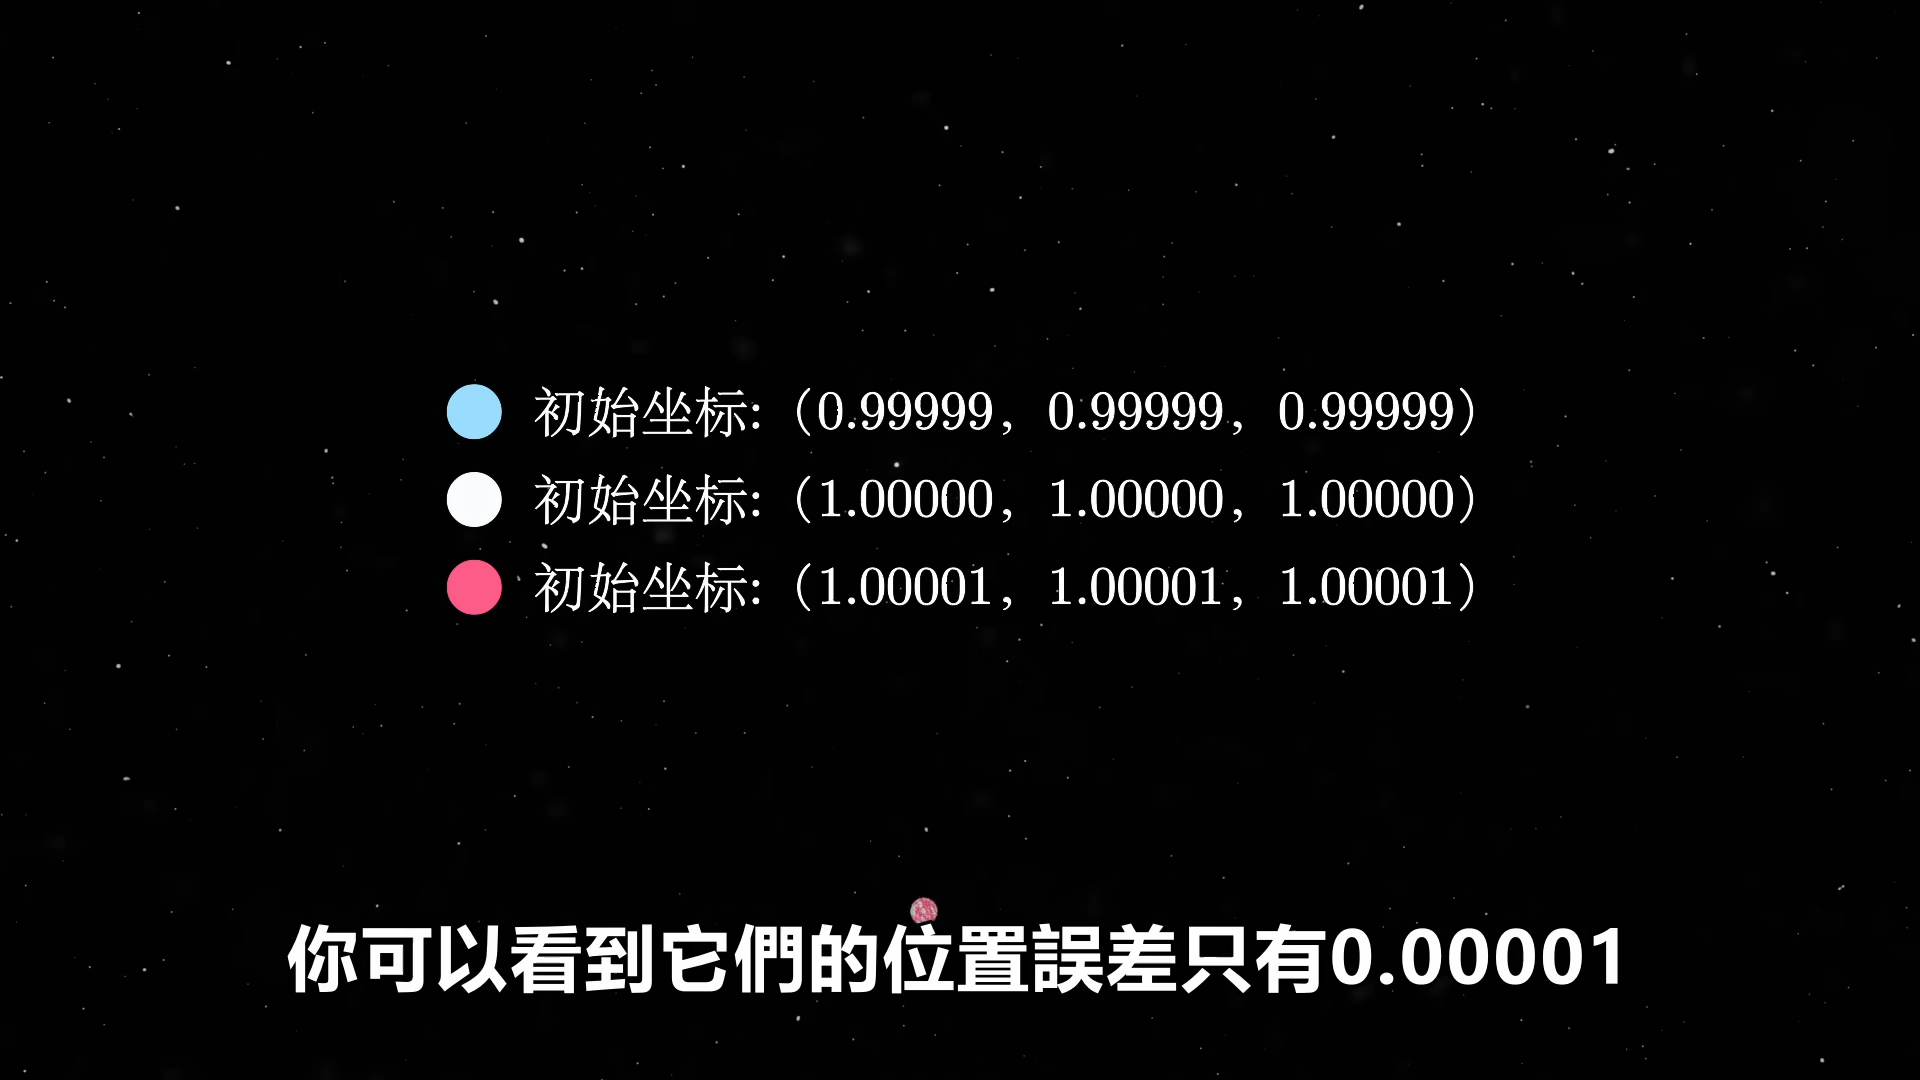 初始坐标:（0.99999，0.99999，0.99999）
初始坐标:（1.00000，1.00000，1.00000）
初始坐标:（1.00001，1.00001，1.00001）
你可以看到它們的位置誤差只有0.00001